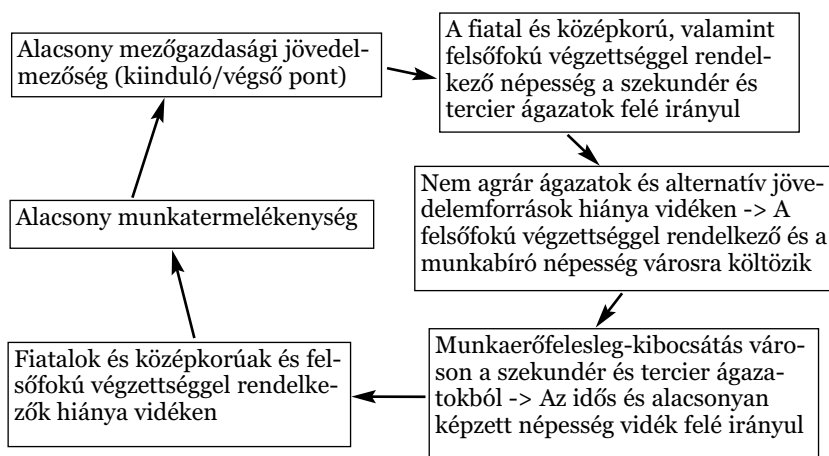 Alacsony mezőgazdasági jövedel-
mezőség (kiinduló/végső pont)
A fiatal és középkorú, valamint
felsőfokú végzettséggel rendel-
kező népesség a szekundér és
tercier ágazatok felé irányul
Nem agrár ágazatok és alternatív jöve-
delemforrások hiánya vidéken -> A
felsőfokú végzettséggel rendelkező és a
munkabíró népesség városra költözik
Munkaerőfelesleg-kibocsátás váro-
son a szekundér és tercier ágaza-
tokból -> Az idős és alacsonyan
képzett népesség vidék felé irányul
Fiatalok és középkorúak és fel-
sőfokú végzettséggel rendelke-
zők hiánya vidéken
Alacsony munkatermelékenység